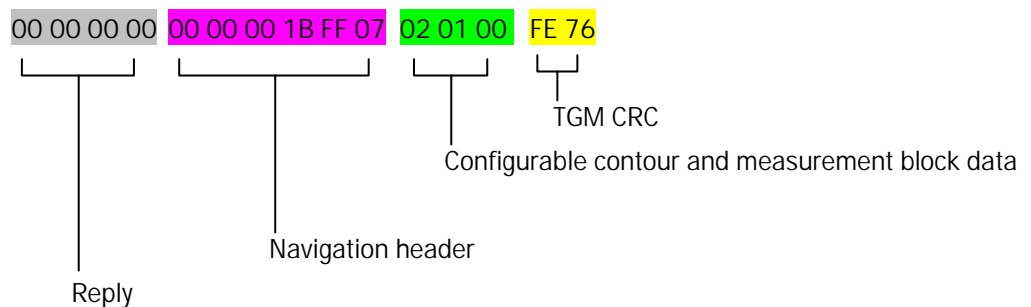 00 00 00 00 00 00 00 1B FF 07 02 01 00 FE 76
TGM CRC
Configurable contour and measurement block data
Navigation header
Reply